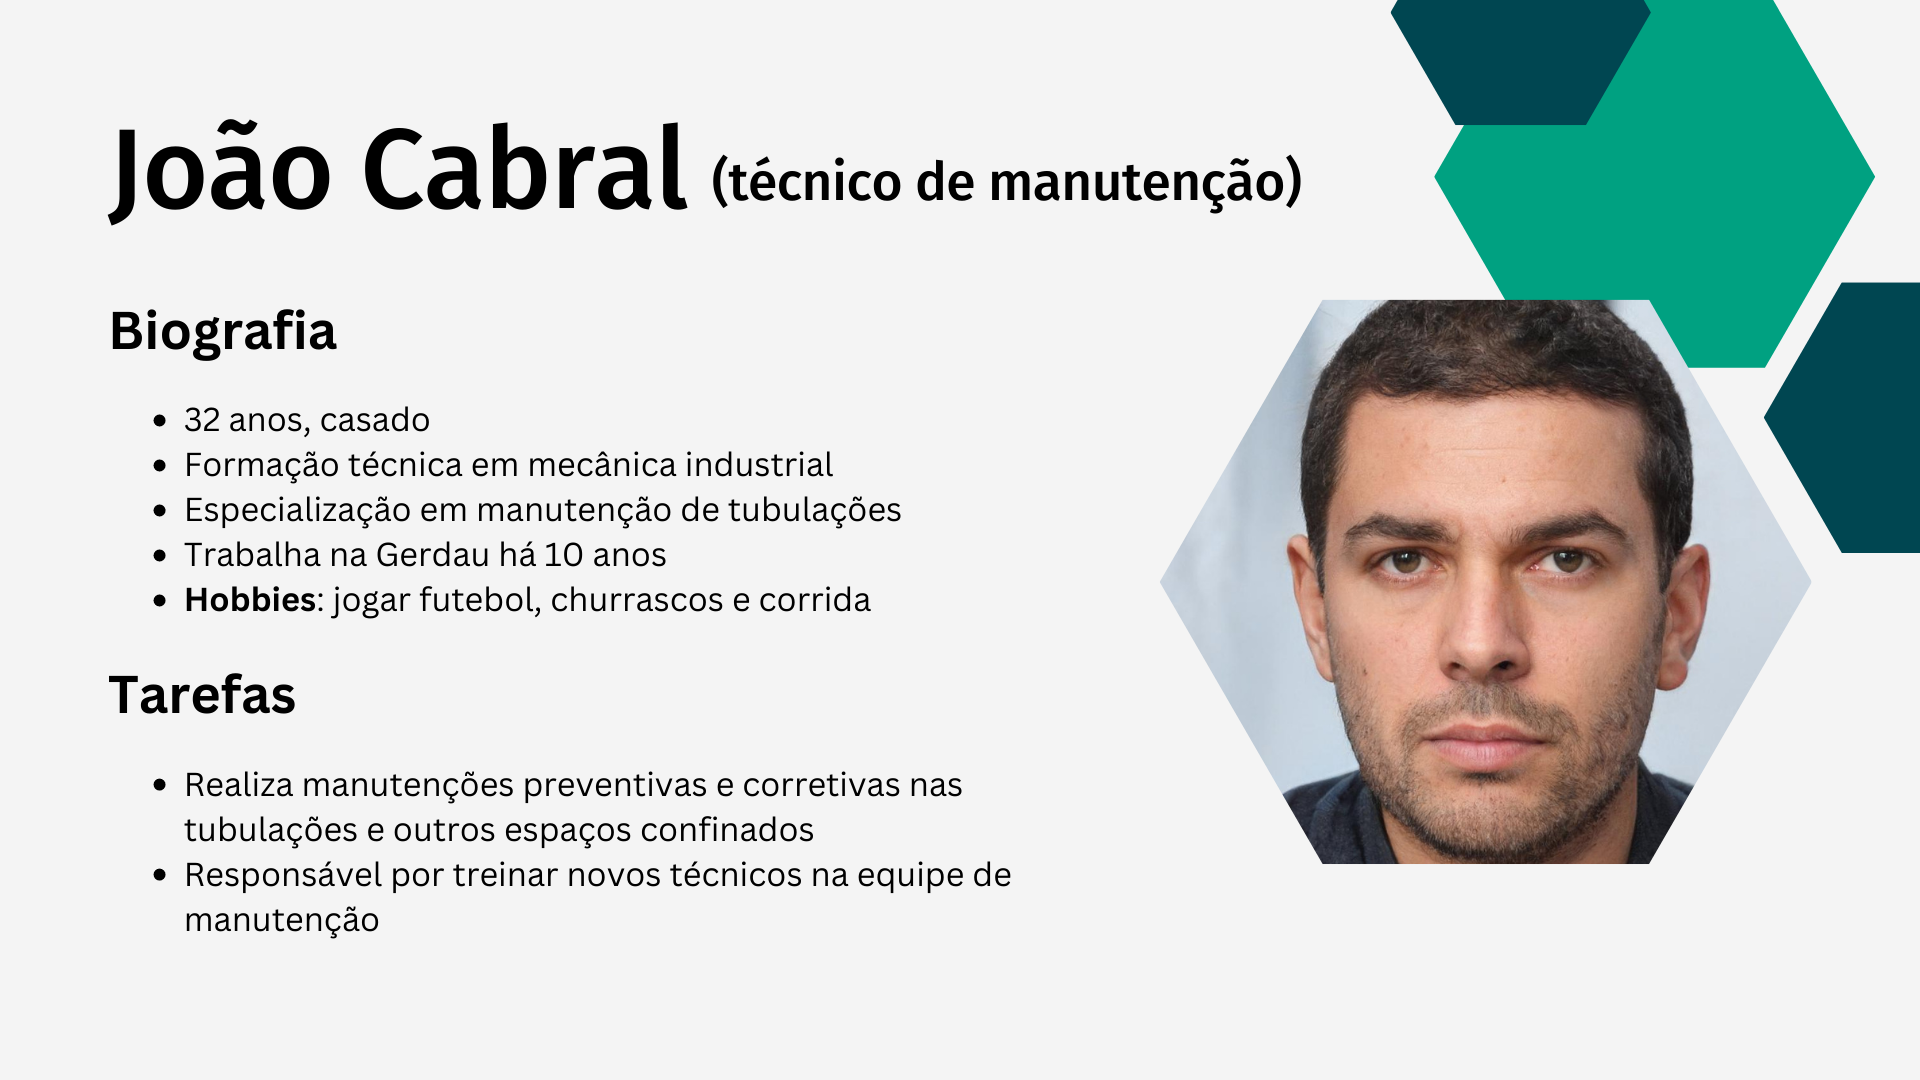 João Cabral (técnico de manutenção)
Biografia
32 anos, casado
Formação técnica em mecânica industrial
Especialização em manutenção de tubulações
Trabalha na Gerdau há 10 anos
Hobbies: jogar futebol, churrascos e corrida
Tarefas
Realiza manutenções preventivas e corretivas nas
tubulações e outros espaços confinados
Responsável por treinar novos técnicos na equipe de
manutenção